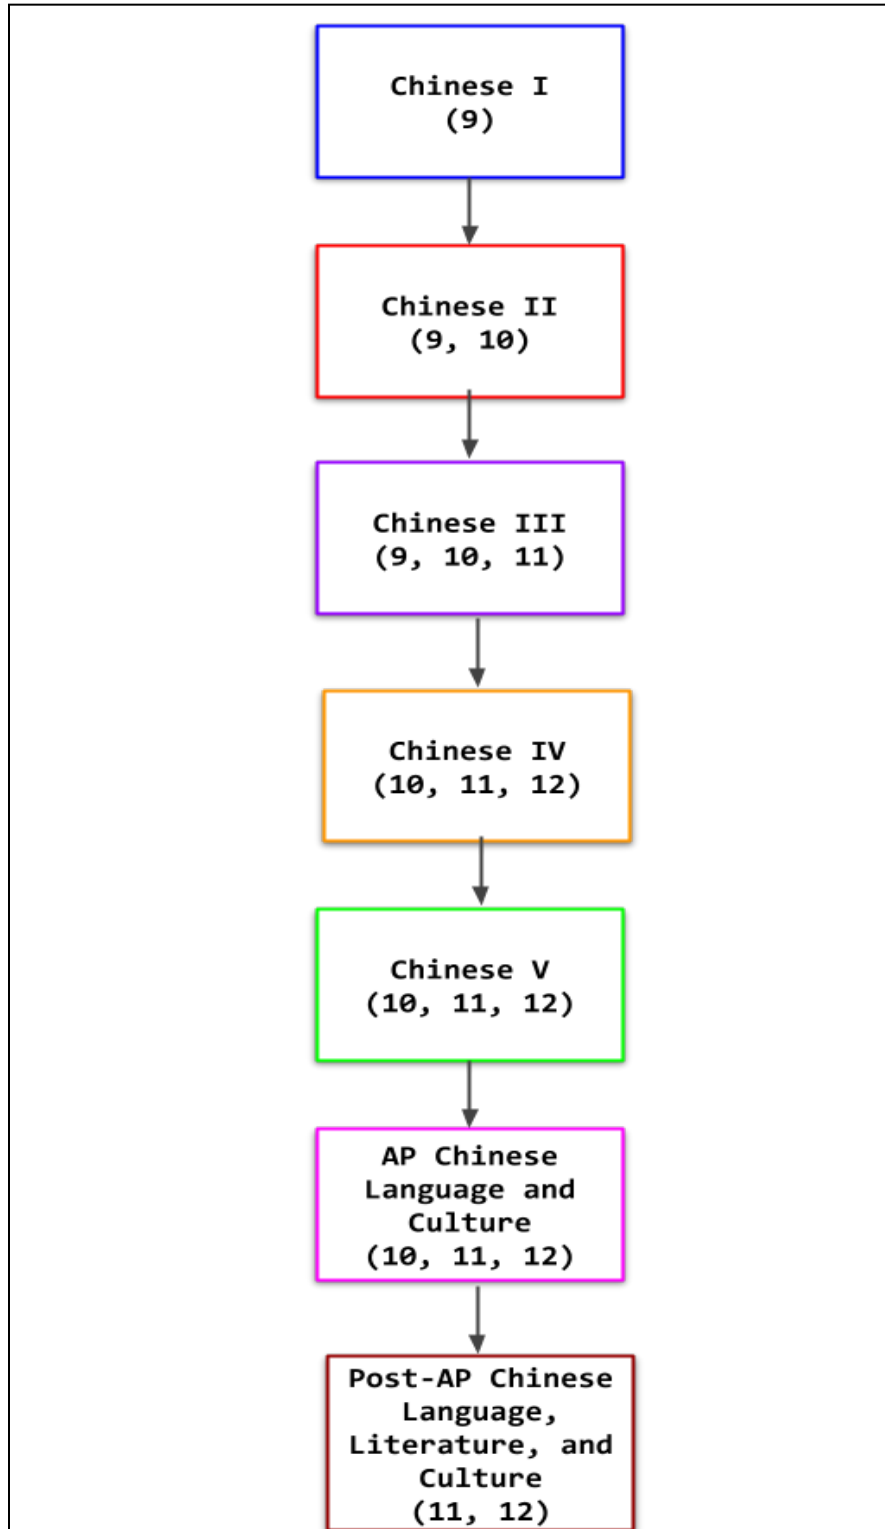 Chinese I
(9)
Chinese II
(9, 10)
Chinese III
(9, 10, 11)
Chinese IV
(10, 11, 12)
Chinese V
(10, 11, 12)
AP Chinese
Language and
Culture
(10, 11, 12)
Post-AP Chinese
Language,
Literature, and
Culture
(11, 12)